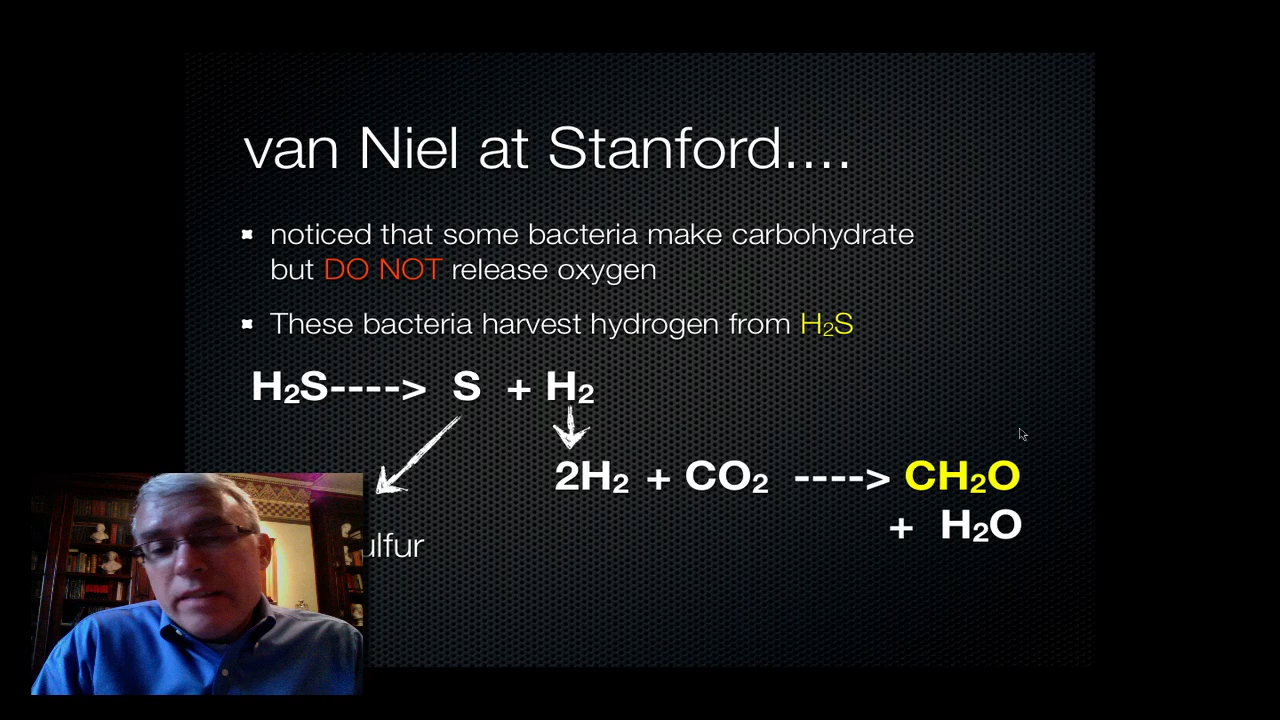 van Niel at Stanford....
noticed that some bacteria make carbohydrate
but DO NOT release oxygen
These bacteria harvest hydrogen from H₂S
H₂S----> S + H₂
2H₂ + CO₂ ----> CH₂O
+ H₂O